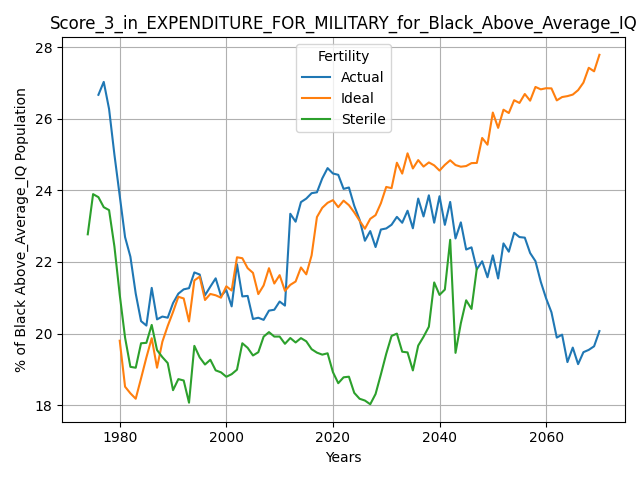 Score_3_in_EXPENDITURE_FOR_MILITARY_for_Black_Above_Average_IQ
Fertility
Actual
Ideal
Sterile
% of Black Above_Average_IQ Population
28
26
24
22
20
18
1980
2000
2020
2040
2060
Years